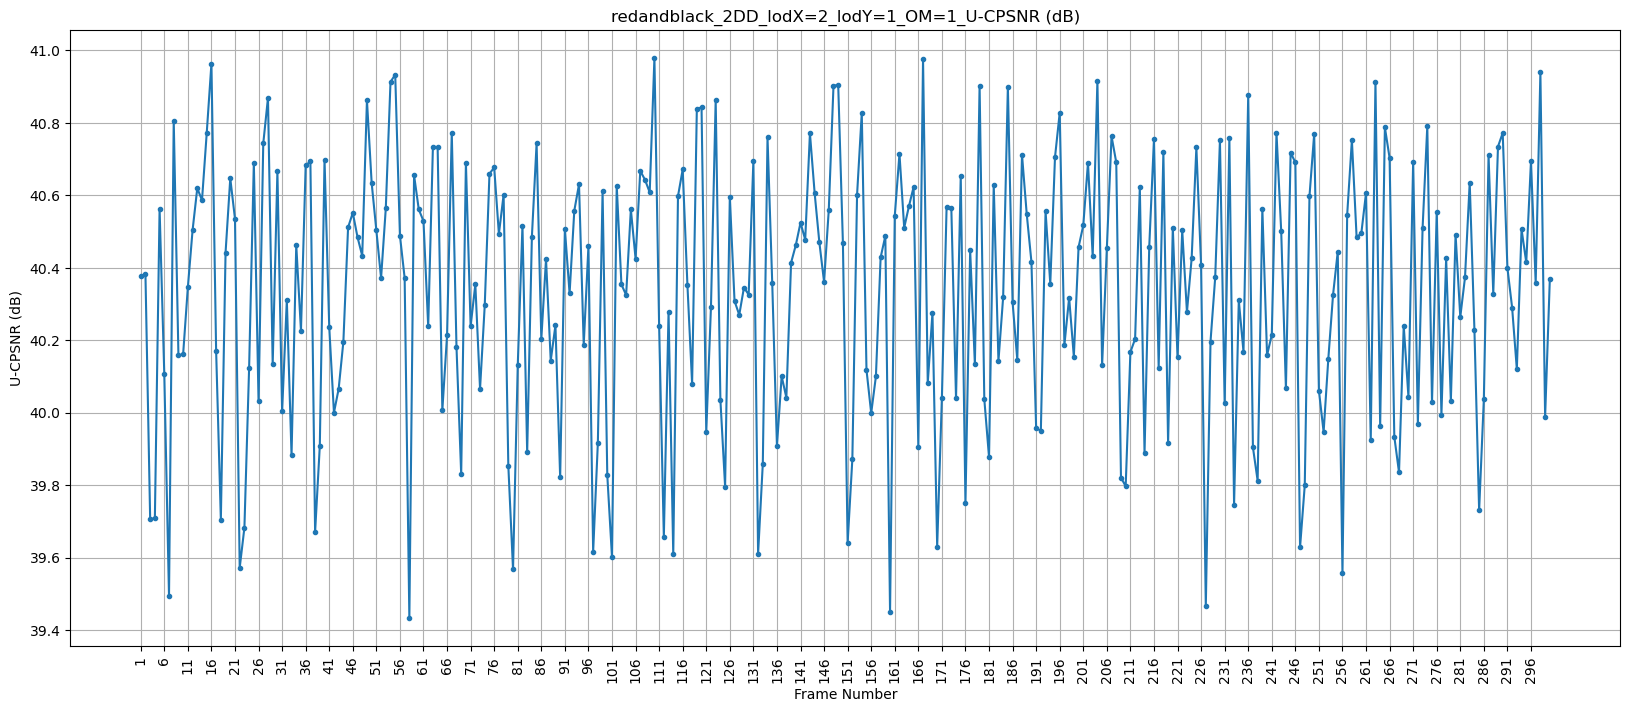 redandblack_2DD_lodX=2_lodY=1_OM=1_U-CPSNR (dB)
41.0
40.8
40.6
40.4
40.2
40.0
39.8
39.6
39.4
U-CPSNR (dB)
1 6 11 16 21 26 31 36 41 46 51 56 61 66 71 76 81 86 91 96 101 106 111 116 121 126 131 136 141 146 151 156 161 166 171 176 181 186 191 196 201 206 211 216 221 226 231 236 241 246 251 256 261 266 271 276 281 286 291 296
Frame Number